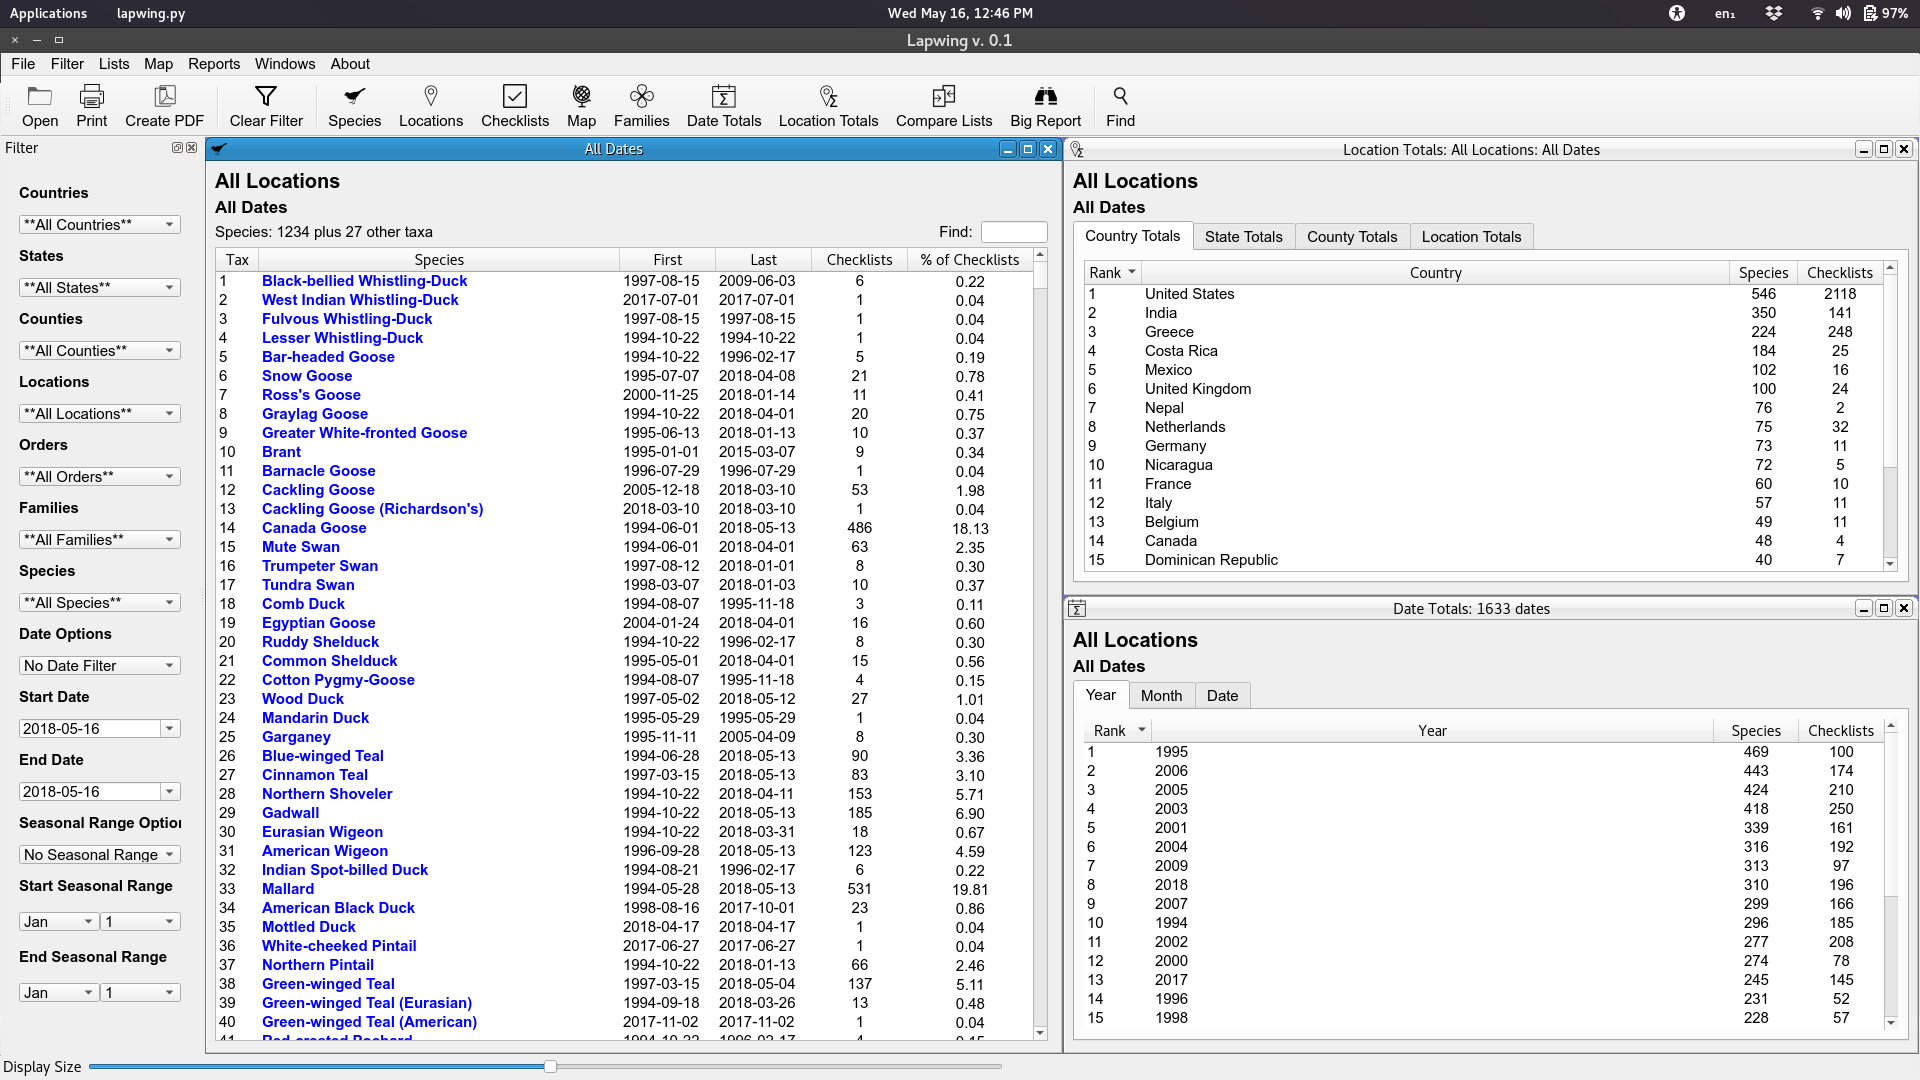 Applications lapwing.py Wed May 16, 12:46 PM en₁ 97%
Lapwing v. 0.1
File Filter Lists Map Reports Windows About
Open Print Create PDF Clear Filter Species Locations Checklists Map Families Date Totals Location Totals Compare Lists Big Report Find
Filter
Countries
**All Countries**
States
**All States**
Counties
**All Counties**
Locations
**All Locations**
Orders
**All Orders**
Families
**All Families**
Species
**All Species**
Date Options
No Date Filter
Start Date
2018-05-16
End Date
2018-05-16
Seasonal Range Option
No Seasonal Range
Start Seasonal Range
Jan 1
End Seasonal Range
Jan 1
All Dates
All Locations
All Dates
Species: 1234 plus 27 other taxa Find:
Tax Species First Last Checklists % of Checklists
1 Black-bellied Whistling-Duck 1997-08-15 2009-06-03 6 0.22
2 West Indian Whistling-Duck 2017-07-01 2017-07-01 1 0.04
3 Fulvous Whistling-Duck 1997-08-15 1997-08-15 1 0.04
4 Lesser Whistling-Duck 1994-10-22 1994-10-22 1 0.04
5 Bar-headed Goose 1994-10-22 1996-02-17 5 0.19
6 Snow Goose 1995-07-07 2018-04-08 21 0.78
7 Ross's Goose 2000-11-25 2018-01-14 11 0.41
8 Graylag Goose 1994-10-22 2018-04-01 20 0.75
9 Greater White-fronted Goose 1995-06-13 2018-01-13 10 0.37
10 Brant 1995-01-01 2015-03-07 9 0.34
11 Barnacle Goose 1996-07-29 1996-07-29 1 0.04
12 Cackling Goose 2005-12-18 2018-03-10 53 1.98
13 Cackling Goose (Richardson's) 2018-03-10 2018-03-10 1 0.04
14 Canada Goose 1994-06-01 2018-05-13 486 18.13
15 Mute Swan 1994-06-01 2018-04-01 63 2.35
16 Trumpeter Swan 1997-08-12 2018-01-01 8 0.30
17 Tundra Swan 1998-03-07 2018-01-03 10 0.37
18 Comb Duck 1994-08-07 1995-11-18 3 0.11
19 Egyptian Goose 2004-01-24 2018-04-01 16 0.60
20 Ruddy Shelduck 1994-10-22 1996-02-17 8 0.30
21 Common Shelduck 1995-05-01 2018-04-01 15 0.56
22 Cotton Pygmy-Goose 1994-08-07 1995-11-18 4 0.15
23 Wood Duck 1997-05-02 2018-05-12 27 1.01
24 Mandarin Duck 1995-05-29 1995-05-29 1 0.04
25 Garganey 1995-11-11 2005-04-09 8 0.30
26 Blue-winged Teal 1994-06-28 2018-05-13 90 3.36
27 Cinnamon Teal 1997-03-15 2018-05-13 83 3.10
28 Northern Shoveler 1994-10-22 2018-04-11 153 5.71
29 Gadwall 1994-10-22 2018-05-13 185 6.90
30 Eurasian Wigeon 1994-10-22 2018-03-31 18 0.67
31 American Wigeon 1996-09-28 2018-05-13 123 4.59
32 Indian Spot-billed Duck 1994-08-21 1996-02-17 6 0.22
33 Mallard 1994-05-28 2018-05-13 531 19.81
34 American Black Duck 1998-08-16 2017-10-01 23 0.86
35 Mottled Duck 2018-04-17 2018-04-17 1 0.04
36 White-cheeked Pintail 2017-06-27 2017-06-27 1 0.04
37 Northern Pintail 1994-10-22 2018-01-13 66 2.46
38 Green-winged Teal 1997-03-15 2018-05-04 137 5.11
39 Green-winged Teal (Eurasian) 1994-09-18 2018-03-26 13 0.48
40 Green-winged Teal (American) 2017-11-02 2017-11-02 1 0.04
41 Red-crested Pochard 1994-10-22 1996-02-17 4 0.15
Location Totals: All Locations: All Dates
All Locations
All Dates
Country Totals State Totals County Totals Location Totals
Rank Country Species Checklists
1 United States 546 2118
2 India 350 141
3 Greece 224 248
4 Costa Rica 184 25
5 Mexico 102 16
6 United Kingdom 100 24
7 Nepal 76 2
8 Netherlands 75 32
9 Germany 73 11
10 Nicaragua 72 5
11 France 60 10
12 Italy 57 11
13 Belgium 49 11
14 Canada 48 4
15 Dominican Republic 40 7
Date Totals: 1633 dates
All Locations
All Dates
Year Month Date
Rank Year Species Checklists
1 1995 469 100
2 2006 443 174
3 2005 424 210
4 2003 418 250
5 2001 339 161
6 2004 316 192
7 2009 313 97
8 2018 310 196
9 2007 299 166
10 1994 296 185
11 2002 277 208
12 2000 274 78
13 2017 245 145
14 1996 231 52
15 1998 228 57
Display Size